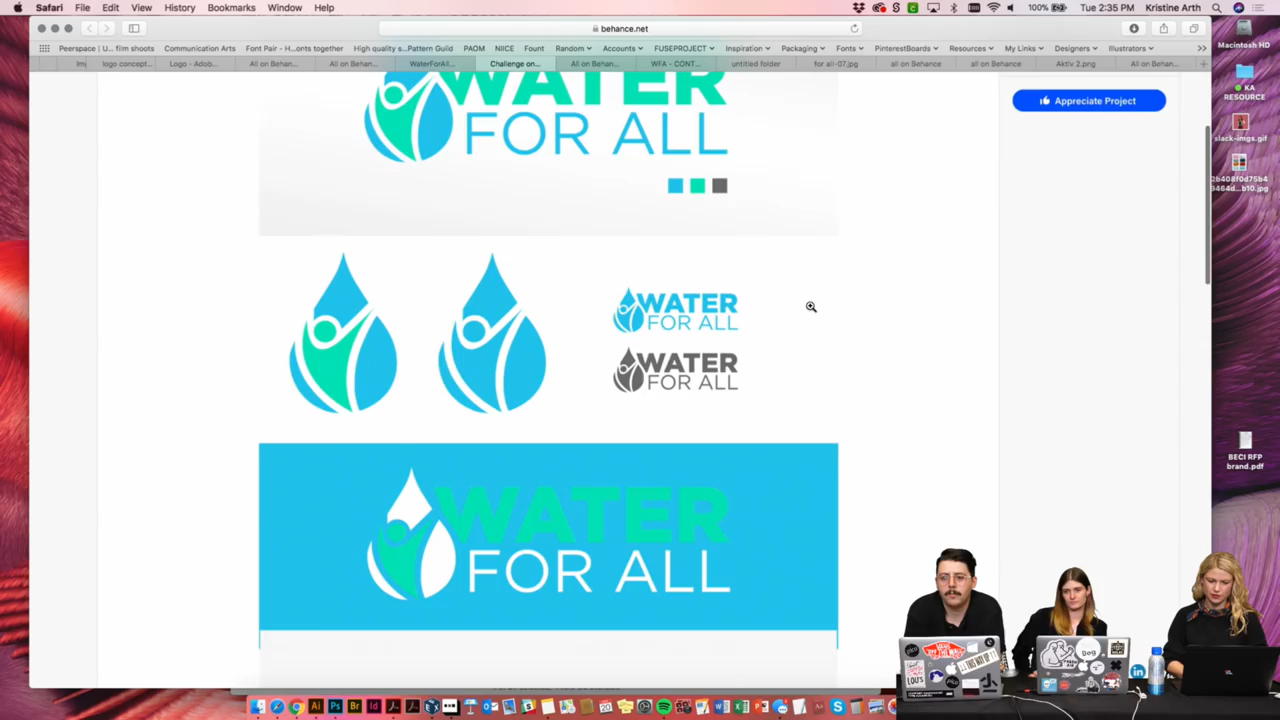 Safari File Edit View History Bookmarks Window Help 100% Tue 2:35 PM Kristine Arth
behance.net
Macintosh HD
Peerspace | U... film shoots Communication Arts Font Pair - H...onts together High quality s...Pattern Guild PAOM NIICE Fount Random Accounts FUSEPROJECT Inspiration Packaging Fonts PinterestBoards Resources My Links Designers Illustrators
logo concept... Logo - Adob... All on Behan... All on Behan... WaterForAll... Challenge on... All on Behan... WFA - CONT... untitled folder for all-07.jpg all on Behance all on Behance Aktiv 2.png All on Behan...
KA
RESOURCE
WATER
FOR ALL
Appreciate Project
slack-imgs.gif
2b408f0d75b4
9464d...b10.jpg
WATER
FOR ALL
WATER
FOR ALL
BECI RFP
brand.pdf
WATER
FOR ALL